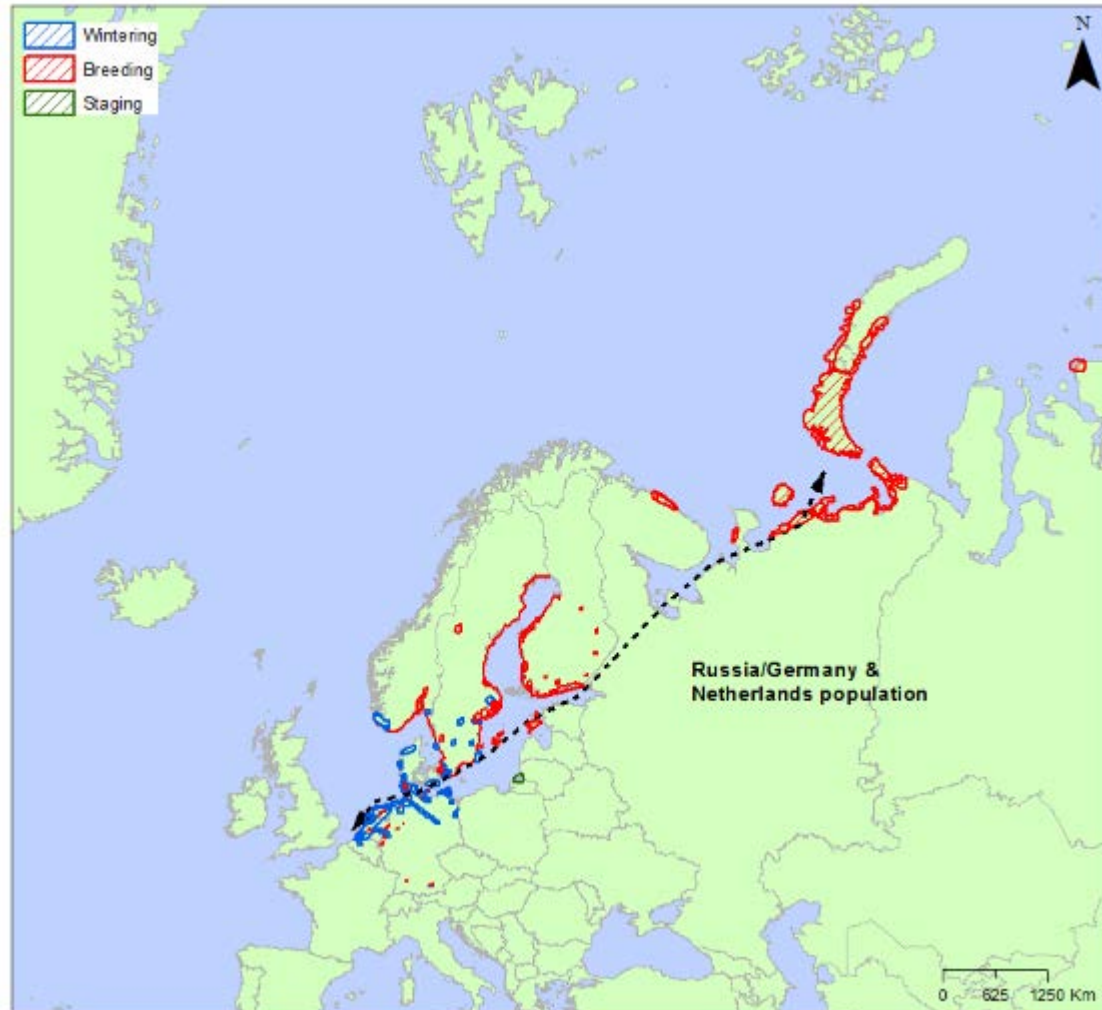 Wintering
Breeding
Staging
N
Russia/Germany &
Netherlands population
0 625 1250 Km